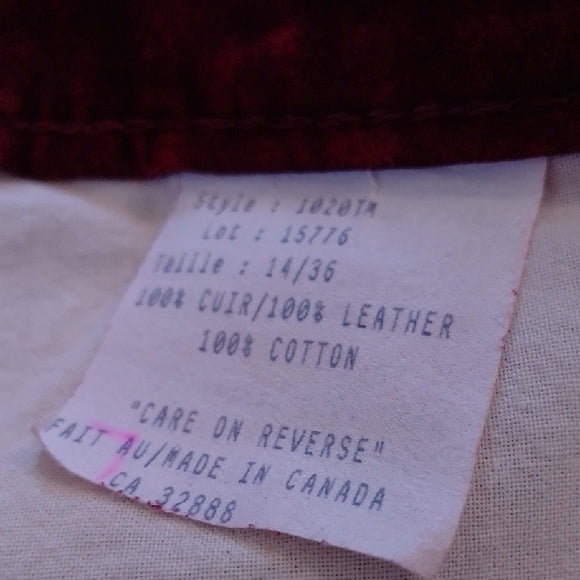 Style : 1020TM
Lot : 15776
Taille : 14/36
100% CUIR/100% LEATHER
100% COTTON
"CARE ON REVERSE"
FAIT AU/MADE IN CANADA
CA 32888